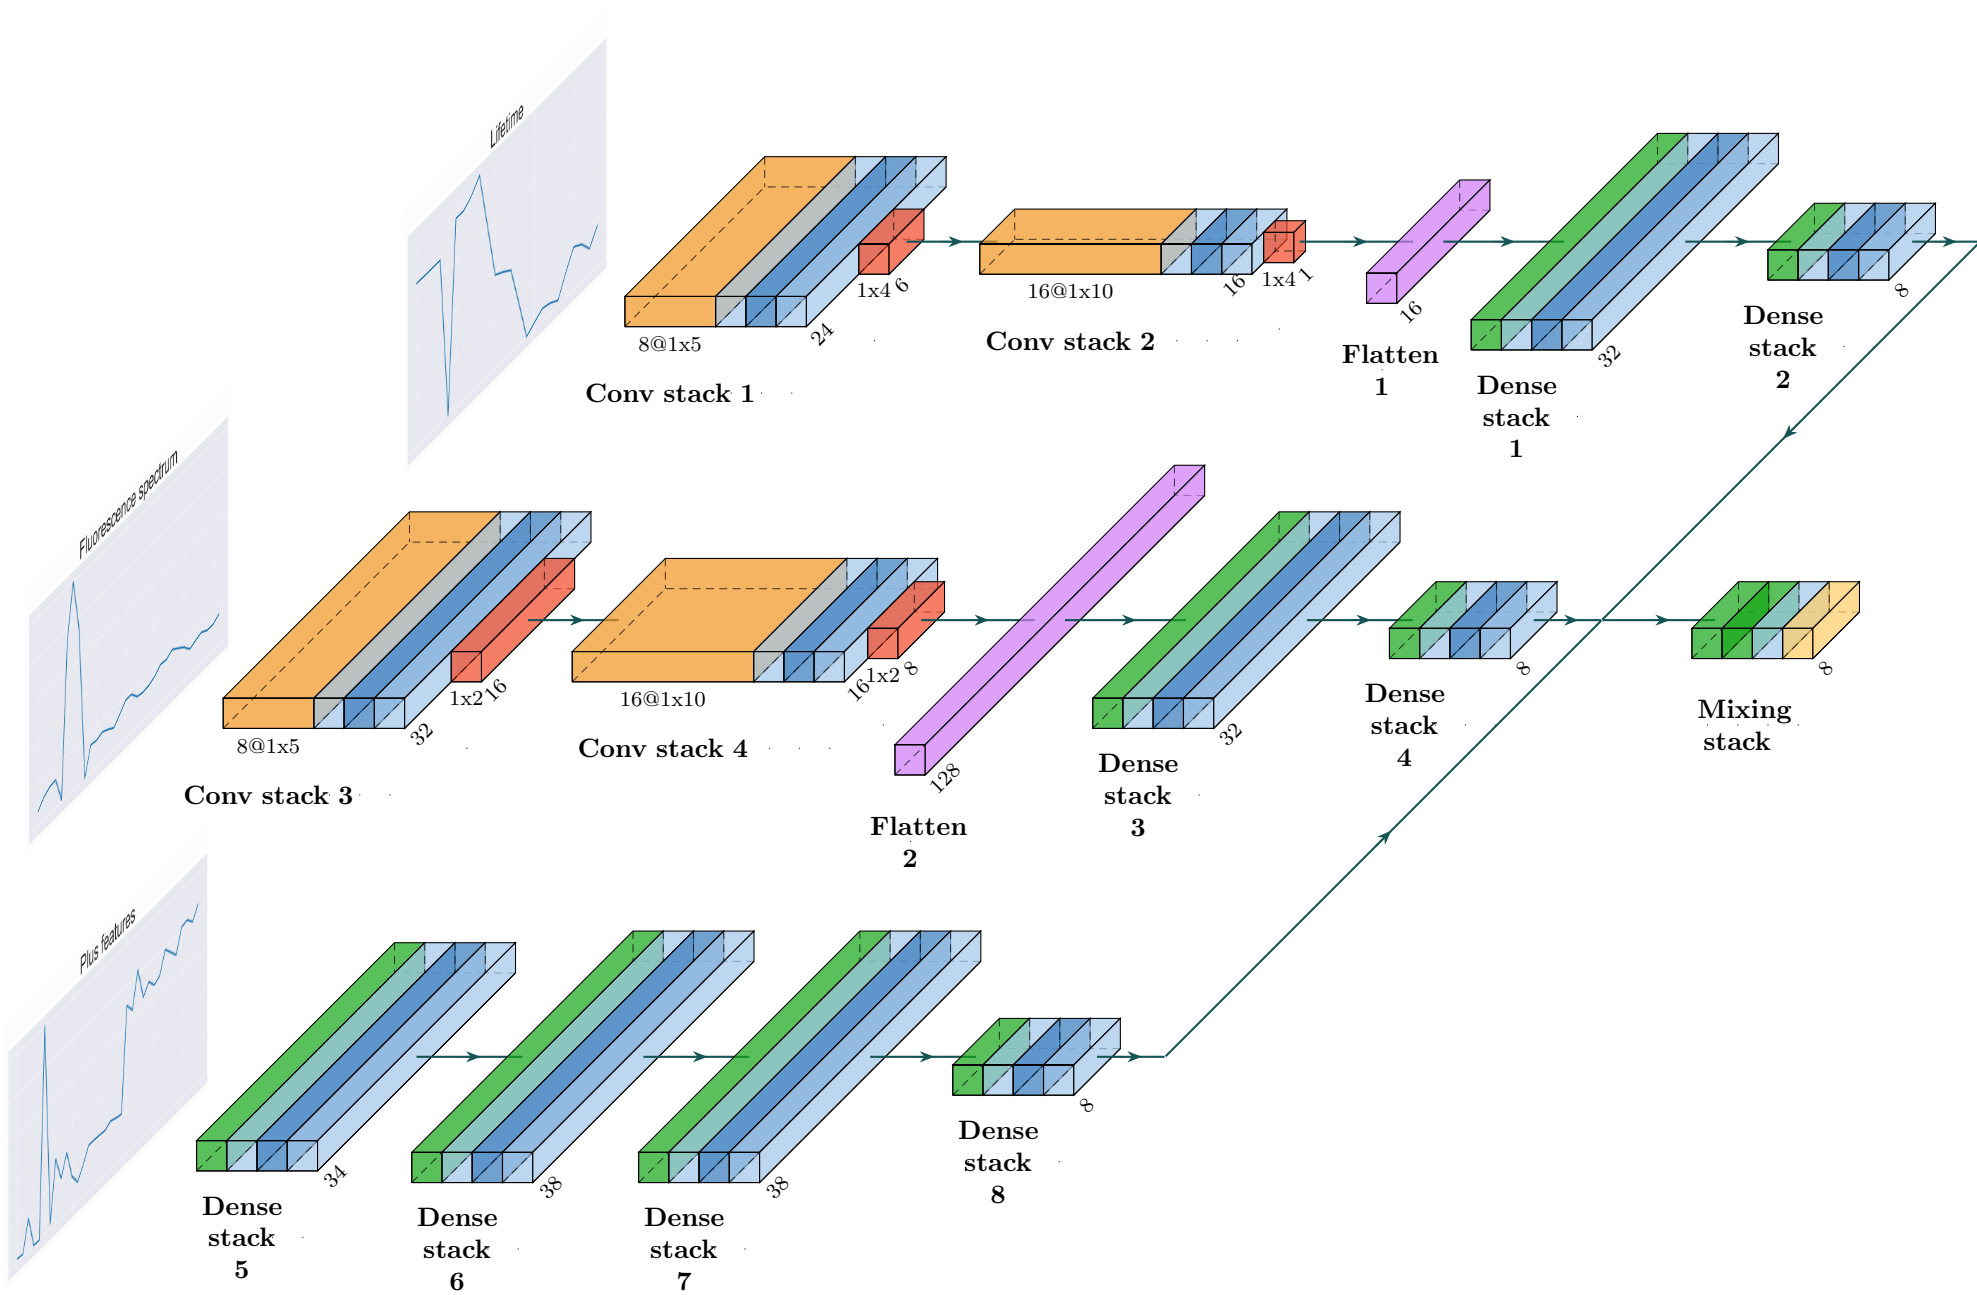 Lifetime
8@1x5
24
1x4
6
Conv stack 1
16@1x10
16
1x4
1
Conv stack 2
16
Flatten
1
32
Dense
stack
1
8
Dense
stack
2
Fluorescence spectrum
8@1x5
32
1x2
16
Conv stack 3
16@1x10
16
1x2
8
Conv stack 4
128
Flatten
2
32
Dense
stack
3
8
Dense
stack
4
8
Mixing
stack
Plus features
34
Dense
stack
5
38
Dense
stack
6
38
Dense
stack
7
8
Dense
stack
8